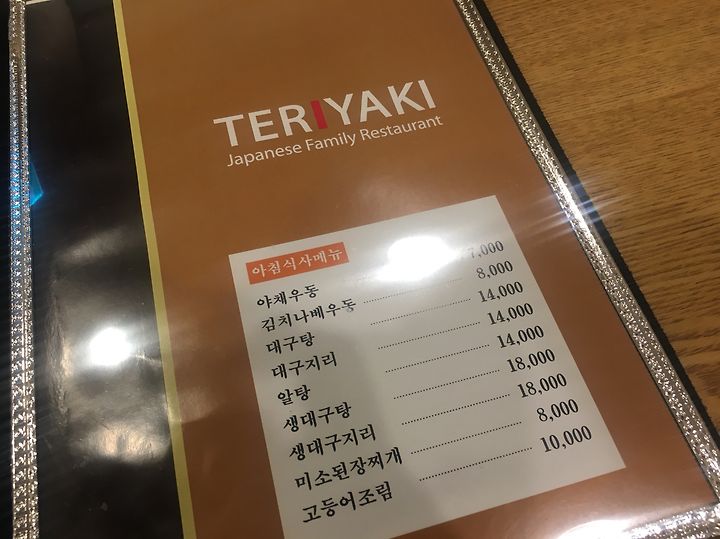 TERIYAKI
Japanese Family Restaurant
아침식사메뉴
야채우동 7,000
김치나베우동 8,000
대구탕 14,000
대구지리 14,000
알탕 14,000
생대구탕 18,000
생대구지리 18,000
미소된장찌개 8,000
고등어조림 10,000